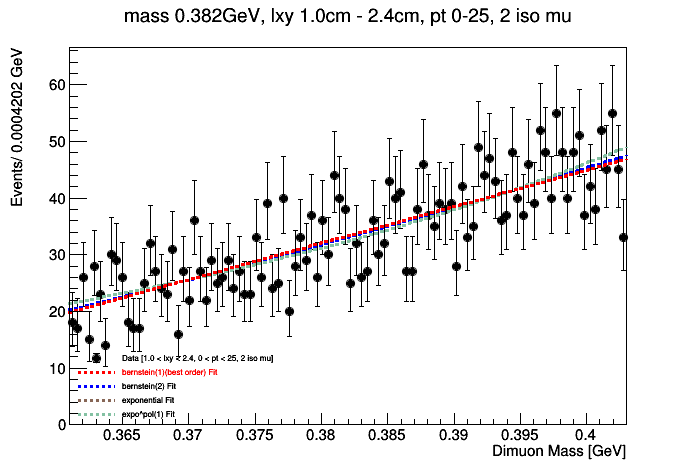 mass 0.382GeV, lxy 1.0cm - 2.4cm, pt 0-25, 2 iso mu
Events/ 0.0004202 GeV
60
50
40
30
20
10
0
Data [1.0 < lxy < 2.4, 0 < pt < 25, 2 iso mu]
bernstein(1)(best order) Fit
bernstein(2) Fit
exponential Fit
expo*pol(1) Fit
0.365 0.37 0.375 0.38 0.385 0.39 0.395 0.4
Dimuon Mass [GeV]